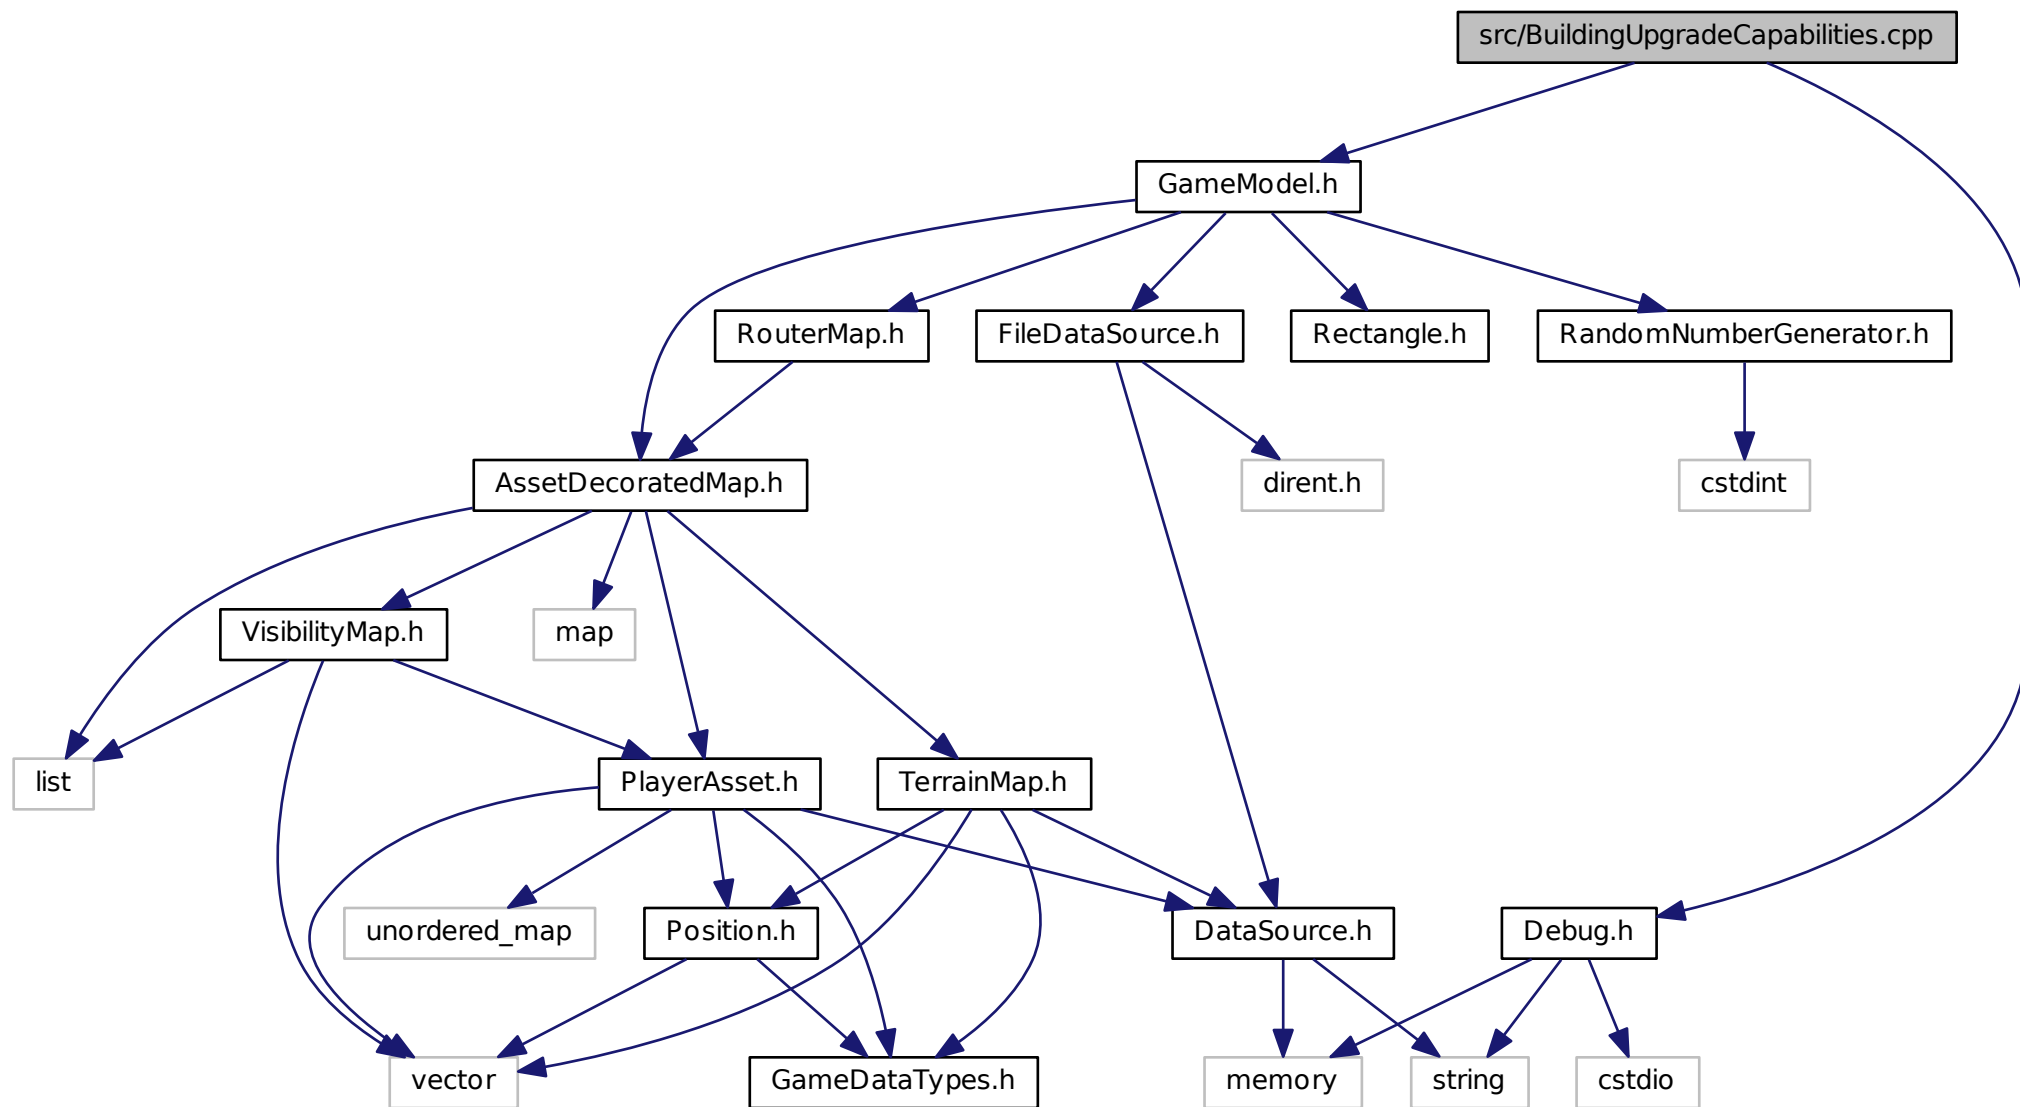 src/BuildingUpgradeCapabilities.cpp
GameModel.h
RouterMap.h
FileDataSource.h
Rectangle.h
RandomNumberGenerator.h
AssetDecoratedMap.h
dirent.h
cstdint
VisibilityMap.h
map
list
PlayerAsset.h
TerrainMap.h
unordered_map
Position.h
DataSource.h
Debug.h
vector
GameDataTypes.h
memory
string
cstdio